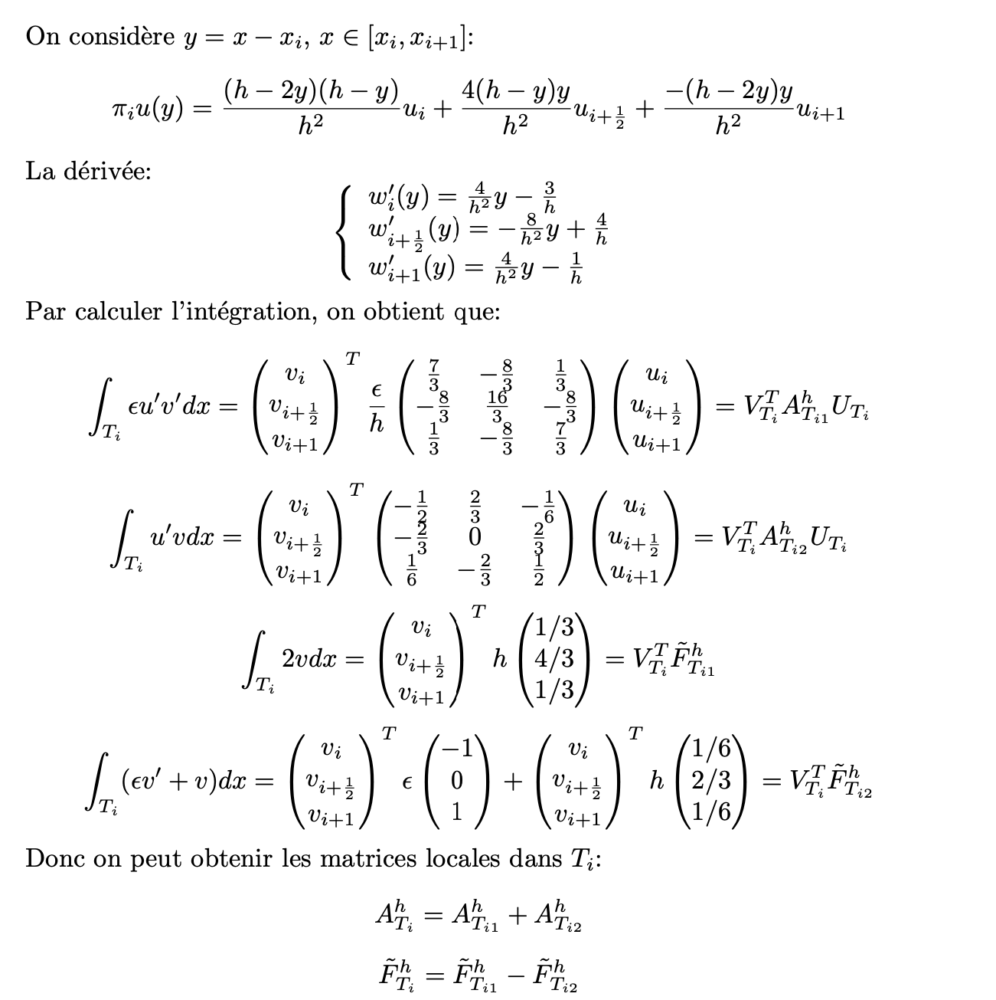 On considère $y = x - x_i$, $x \in [x_i, x_{i+1}]$:
$$\pi_i u(y) = \frac{(h-2y)(h-y)}{h^2} u_i + \frac{4(h-y)y}{h^2} u_{i+\frac{1}{2}} + \frac{-(h-2y)y}{h^2} u_{i+1}$$
La dérivée:
$$\left\{ \begin{array}{l} w_i'(y) = \frac{4}{h^2}y - \frac{3}{h} \\ w_{i+\frac{1}{2}}'(y) = -\frac{8}{h^2}y + \frac{4}{h} \\ w_{i+1}'(y) = \frac{4}{h^2}y - \frac{1}{h} \end{array} \right.$$
Par calculer l'intégration, on obtient que:
$$\int_{T_i} \epsilon u'v'dx = \begin{pmatrix} v_i \\ v_{i+\frac{1}{2}} \\ v_{i+1} \end{pmatrix}^T \frac{\epsilon}{h} \begin{pmatrix} \frac{7}{3} & -\frac{8}{3} & \frac{1}{3} \\ -\frac{8}{3} & \frac{16}{3} & -\frac{8}{3} \\ \frac{1}{3} & -\frac{8}{3} & \frac{7}{3} \end{pmatrix} \begin{pmatrix} u_i \\ u_{i+\frac{1}{2}} \\ u_{i+1} \end{pmatrix} = V_{T_i}^T A_{T_{i1}}^h U_{T_i}$$
$$\int_{T_i} u'vdx = \begin{pmatrix} v_i \\ v_{i+\frac{1}{2}} \\ v_{i+1} \end{pmatrix}^T \begin{pmatrix} -\frac{1}{2} & \frac{2}{3} & -\frac{1}{6} \\ -\frac{2}{3} & 0 & \frac{2}{3} \\ \frac{1}{6} & -\frac{2}{3} & \frac{1}{2} \end{pmatrix} \begin{pmatrix} u_i \\ u_{i+\frac{1}{2}} \\ u_{i+1} \end{pmatrix} = V_{T_i}^T A_{T_{i2}}^h U_{T_i}$$
$$\int_{T_i} 2vdx = \begin{pmatrix} v_i \\ v_{i+\frac{1}{2}} \\ v_{i+1} \end{pmatrix}^T h \begin{pmatrix} 1/3 \\ 4/3 \\ 1/3 \end{pmatrix} = V_{T_i}^T \tilde{F}_{T_{i1}}^h$$
$$\int_{T_i} (\epsilon v' + v)dx = \begin{pmatrix} v_i \\ v_{i+\frac{1}{2}} \\ v_{i+1} \end{pmatrix}^T \epsilon \begin{pmatrix} -1 \\ 0 \\ 1 \end{pmatrix} + \begin{pmatrix} v_i \\ v_{i+\frac{1}{2}} \\ v_{i+1} \end{pmatrix}^T h \begin{pmatrix} 1/6 \\ 2/3 \\ 1/6 \end{pmatrix} = V_{T_i}^T \tilde{F}_{T_{i2}}^h$$
Donc on peut obtenir les matrices locales dans $T_i$:
$$A_{T_i}^h = A_{T_{i1}}^h + A_{T_{i2}}^h$$
$$\tilde{F}_{T_i}^h = \tilde{F}_{T_{i1}}^h - \tilde{F}_{T_{i2}}^h$$